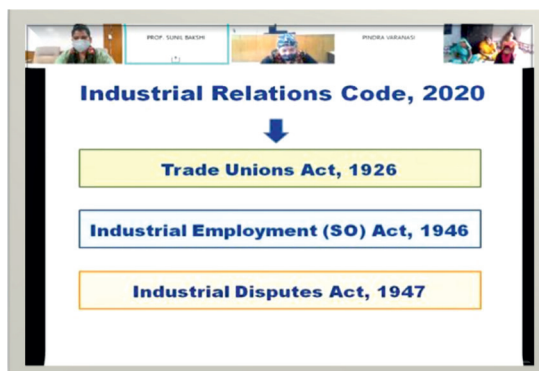 PROF. SUNIL BAKSHI
PINDRA VARANASI
Industrial Relations Code, 2020
Trade Unions Act, 1926
Industrial Employment (SO) Act, 1946
Industrial Disputes Act, 1947